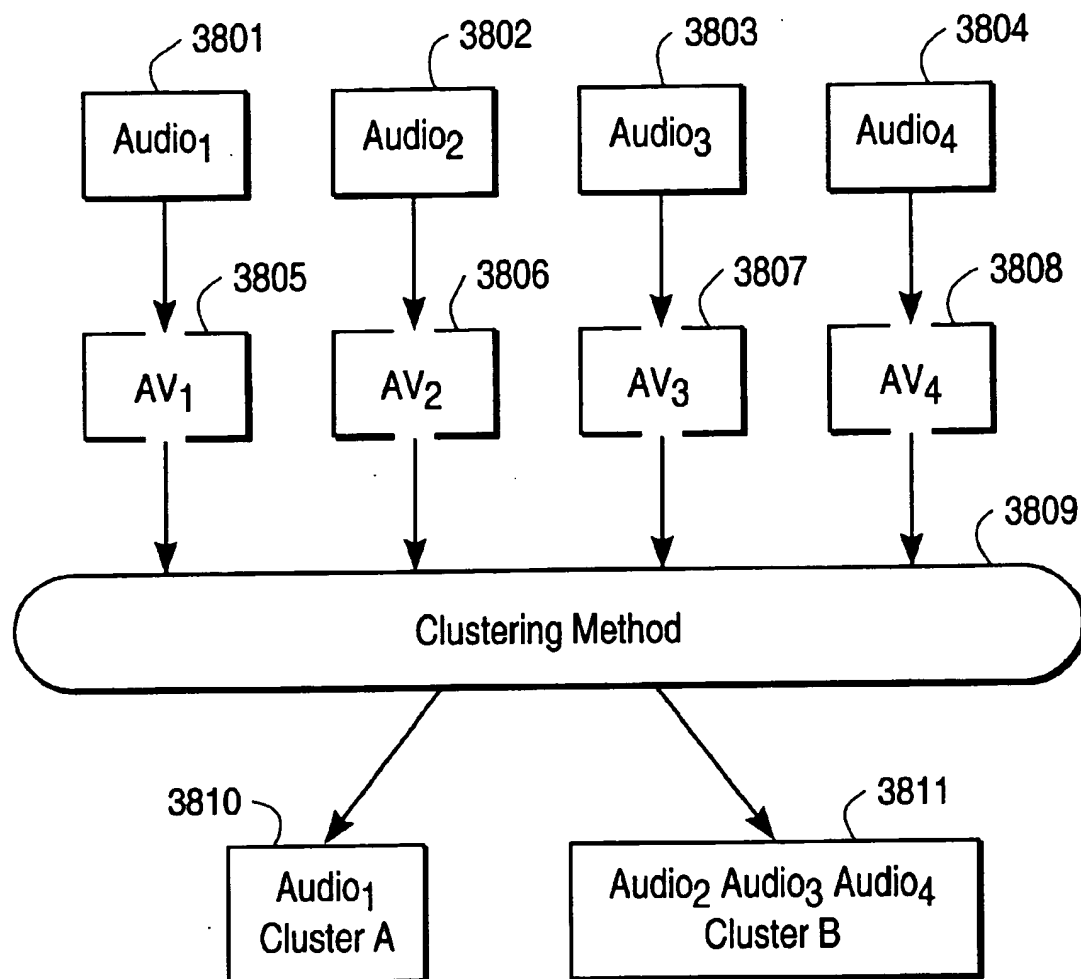 3801 3802 3803 3804
Audio1 Audio2 Audio3 Audio4
3805 3806 3807 3808
AV1 AV2 AV3 AV4
3809
Clustering Method
3810 3811
Audio1
Cluster A
Audio2 Audio3 Audio4
Cluster B